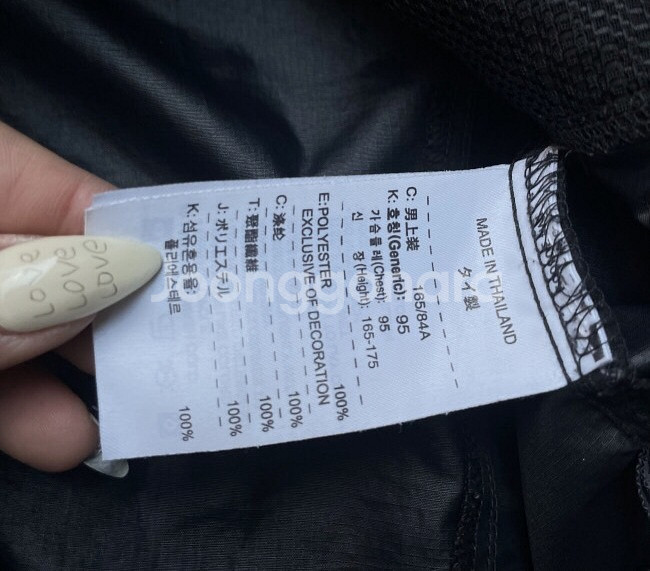 MADE IN THAILAND
タイ製
C: 男上装 165/84A
K: 호칭(Generic): 95
가슴둘레(Chest): 95
신 장(Height): 165-175
E:POLYESTER 100%
EXCLUSIVE OF DECORATION
C: 涤纶 100%
T: 聚酯纖維 100%
J: ポリエステル 100%
K: 섬유혼용율
폴리에스테르 100%
LOVE
LOVE
LOVE
Joonggonara